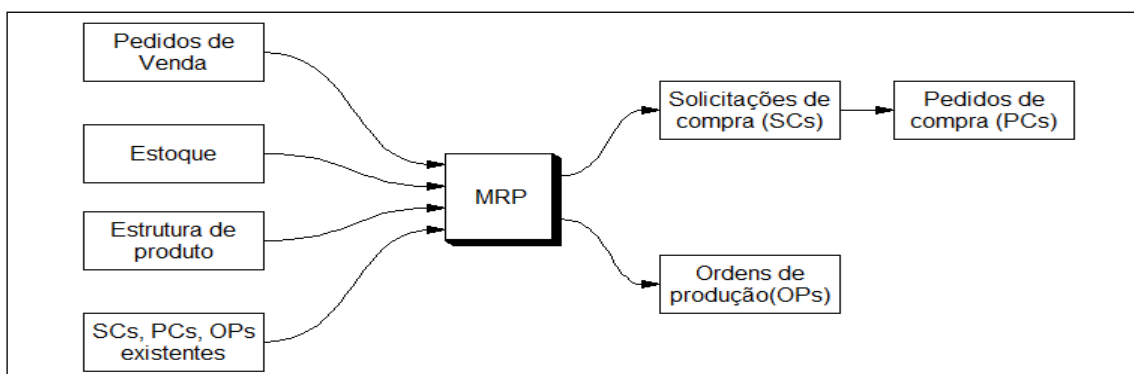 Pedidos de
Venda
Estoque
Estrutura de
produto
SCs, PCs, OPs
existentes
MRP
Solicitações de
compra (SCs)
Pedidos de
compra (PCs)
Ordens de
produção(OPs)